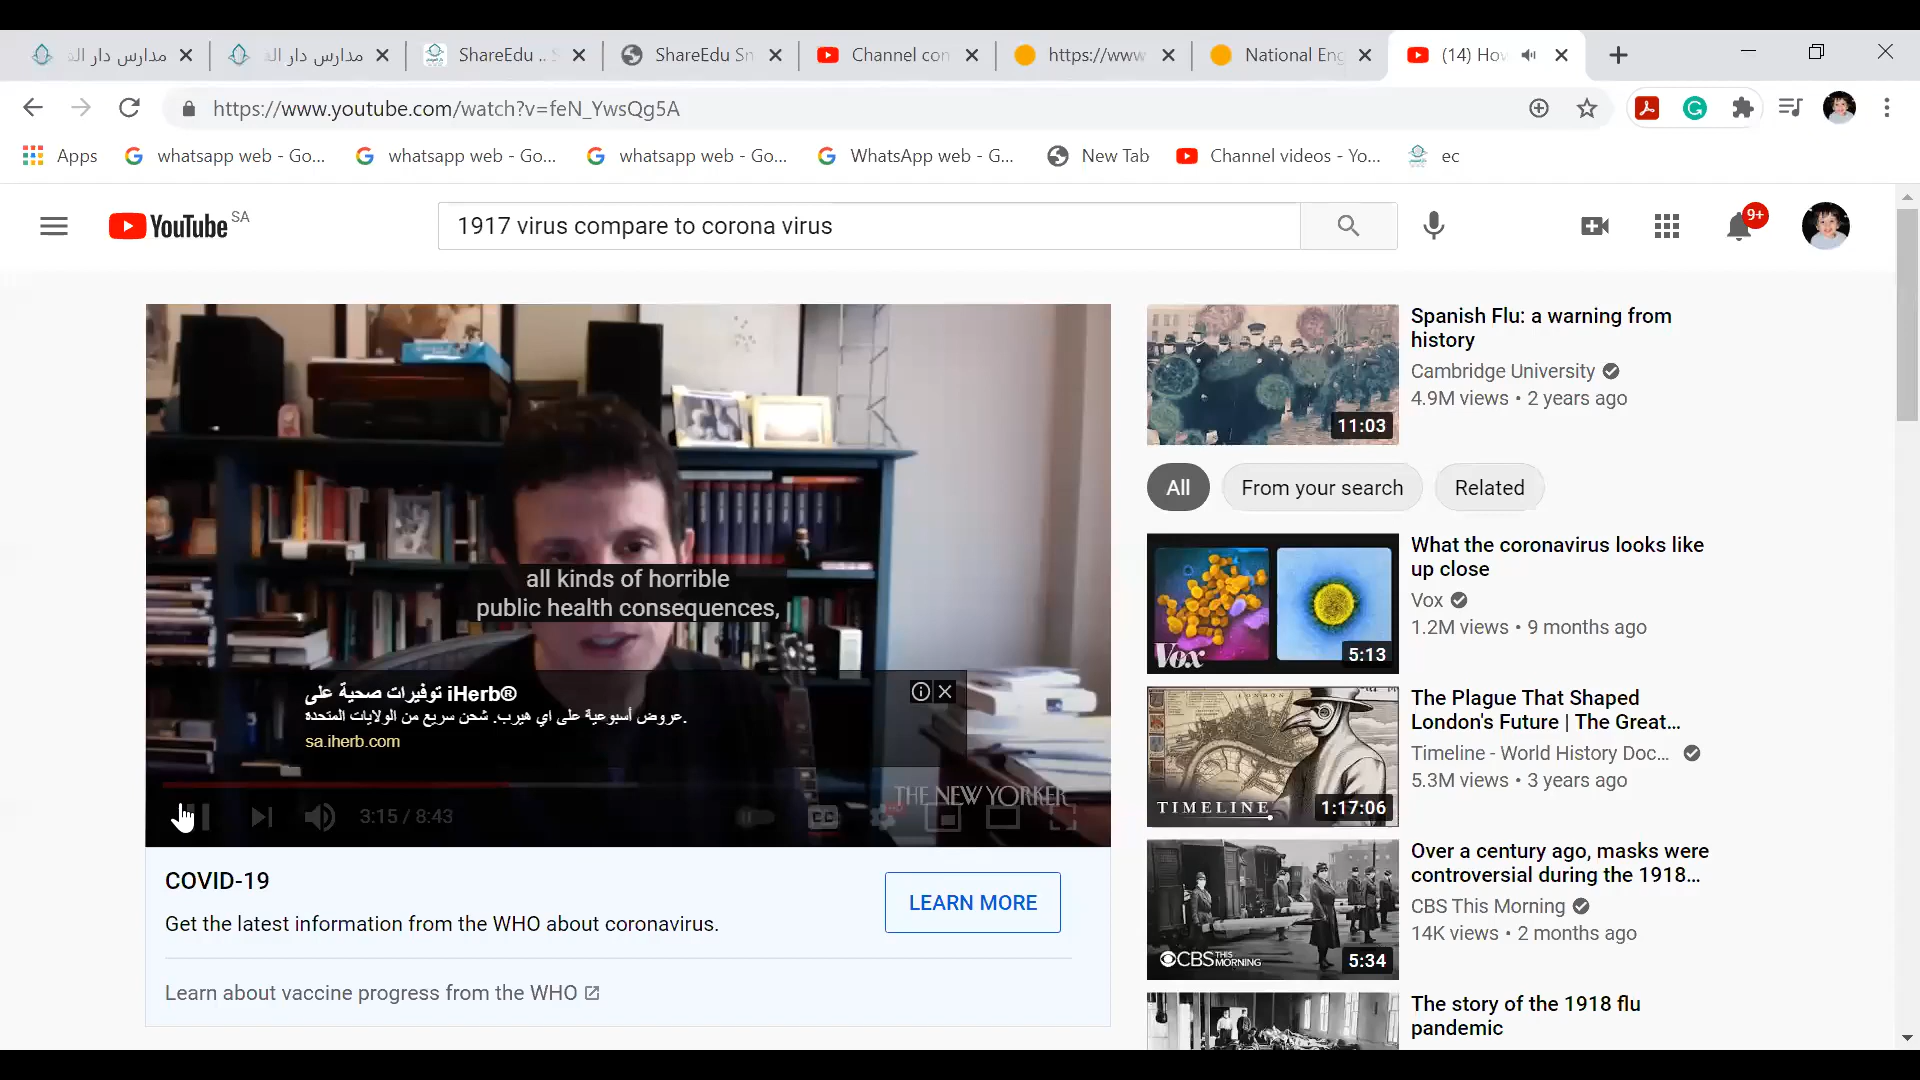 مدارس دار الذ
مدارس دار الذ
ShareEdu ..
ShareEdu Sm
Channel con
https://www
National Eng
(14) How
https://www.youtube.com/watch?v=feN_YwsQg5A
Apps
whatsapp web - Go...
whatsapp web - Go...
whatsapp web - Go...
WhatsApp web - G...
New Tab
Channel videos - Yo...
ec
YouTube SA
1917 virus compare to corona virus
9+
all kinds of horrible
public health consequences,
توفيرات صحية على iHerb®
عروض أسبوعية على اي هيرب. شحن سريع من الولايات المتحدة.
sa.iherb.com
THE NEW YORKER
3:15 / 8:43
CC
COVID-19
Get the latest information from the WHO about coronavirus.
LEARN MORE
Learn about vaccine progress from the WHO
11:03
Spanish Flu: a warning from
history
Cambridge University
4.9M views • 2 years ago
All
From your search
Related
Vox
5:13
What the coronavirus looks like
up close
Vox
1.2M views • 9 months ago
LONDON
TIMELINE
1:17:06
The Plague That Shaped
London's Future | The Great...
Timeline - World History Doc...
5.3M views • 3 years ago
CBS THIS MORNING
5:34
Over a century ago, masks were
controversial during the 1918...
CBS This Morning
14K views • 2 months ago
The story of the 1918 flu
pandemic